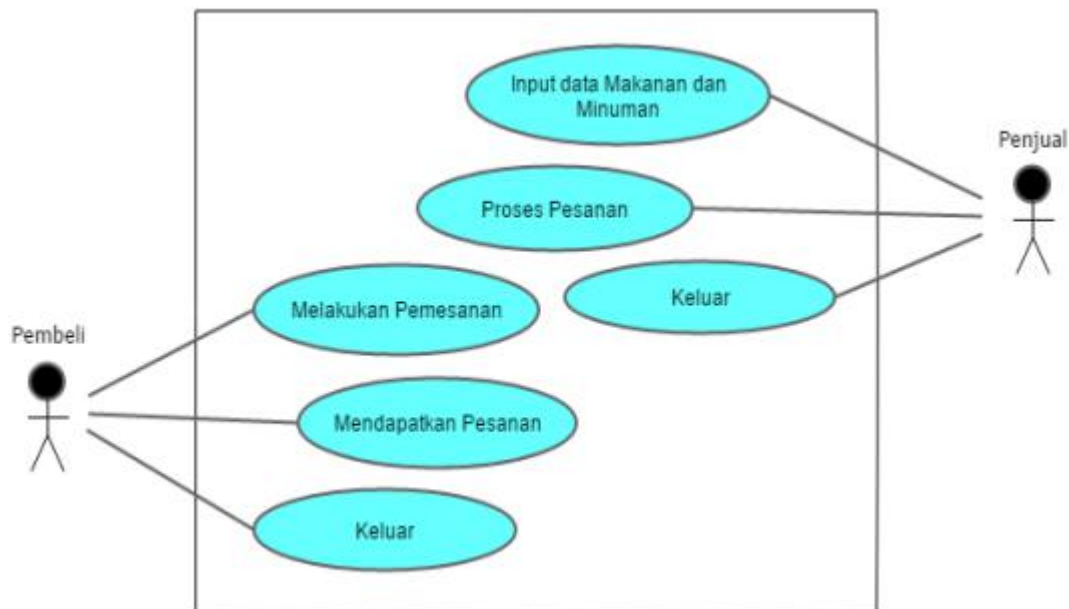 Input data Makanan dan
Minuman
Penjual
Proses Pesanan
Keluar
Melakukan Pemesanan
Pembeli
Mendapatkan Pesanan
Keluar